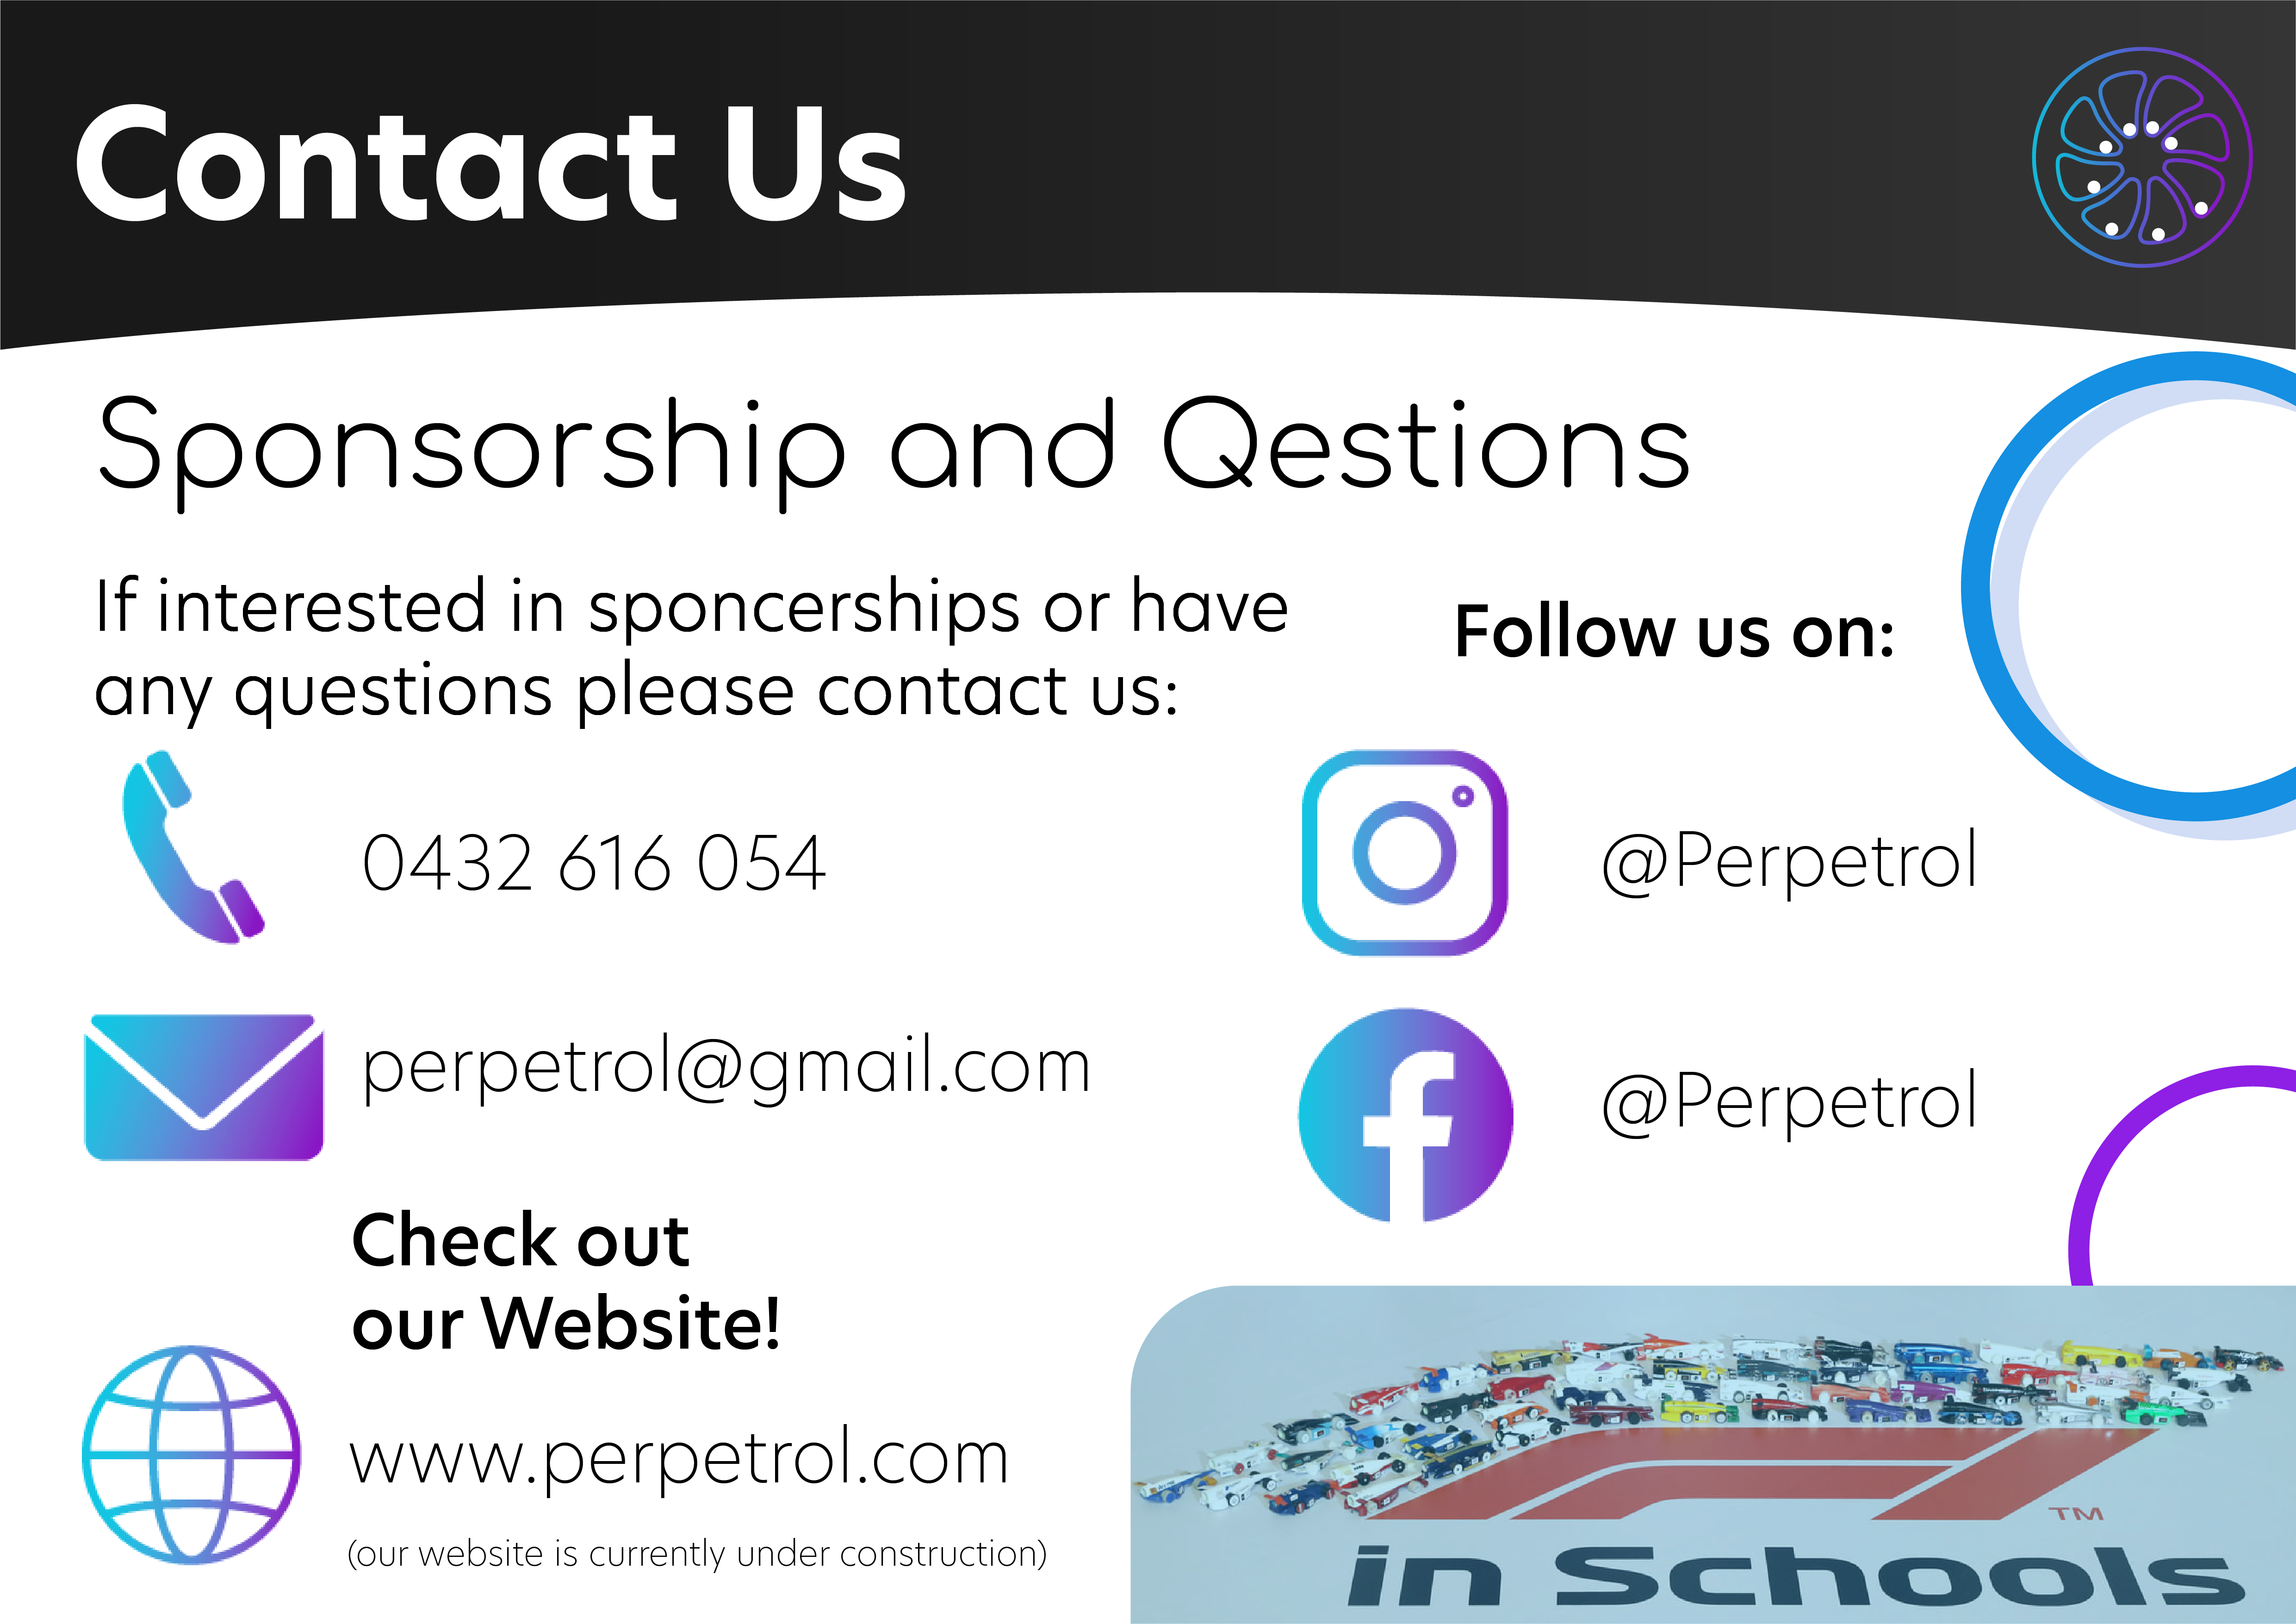 Contact Us
Sponsorship and Qestions
If interested in sponcerships or have
any questions please contact us:
0432 616 054
perpetrol@gmail.com
Check out
our Website!
www.perpetrol.com
(our website is currently under construction)
Follow us on:
@Perpetrol
@Perpetrol
F1 TM
in Schools